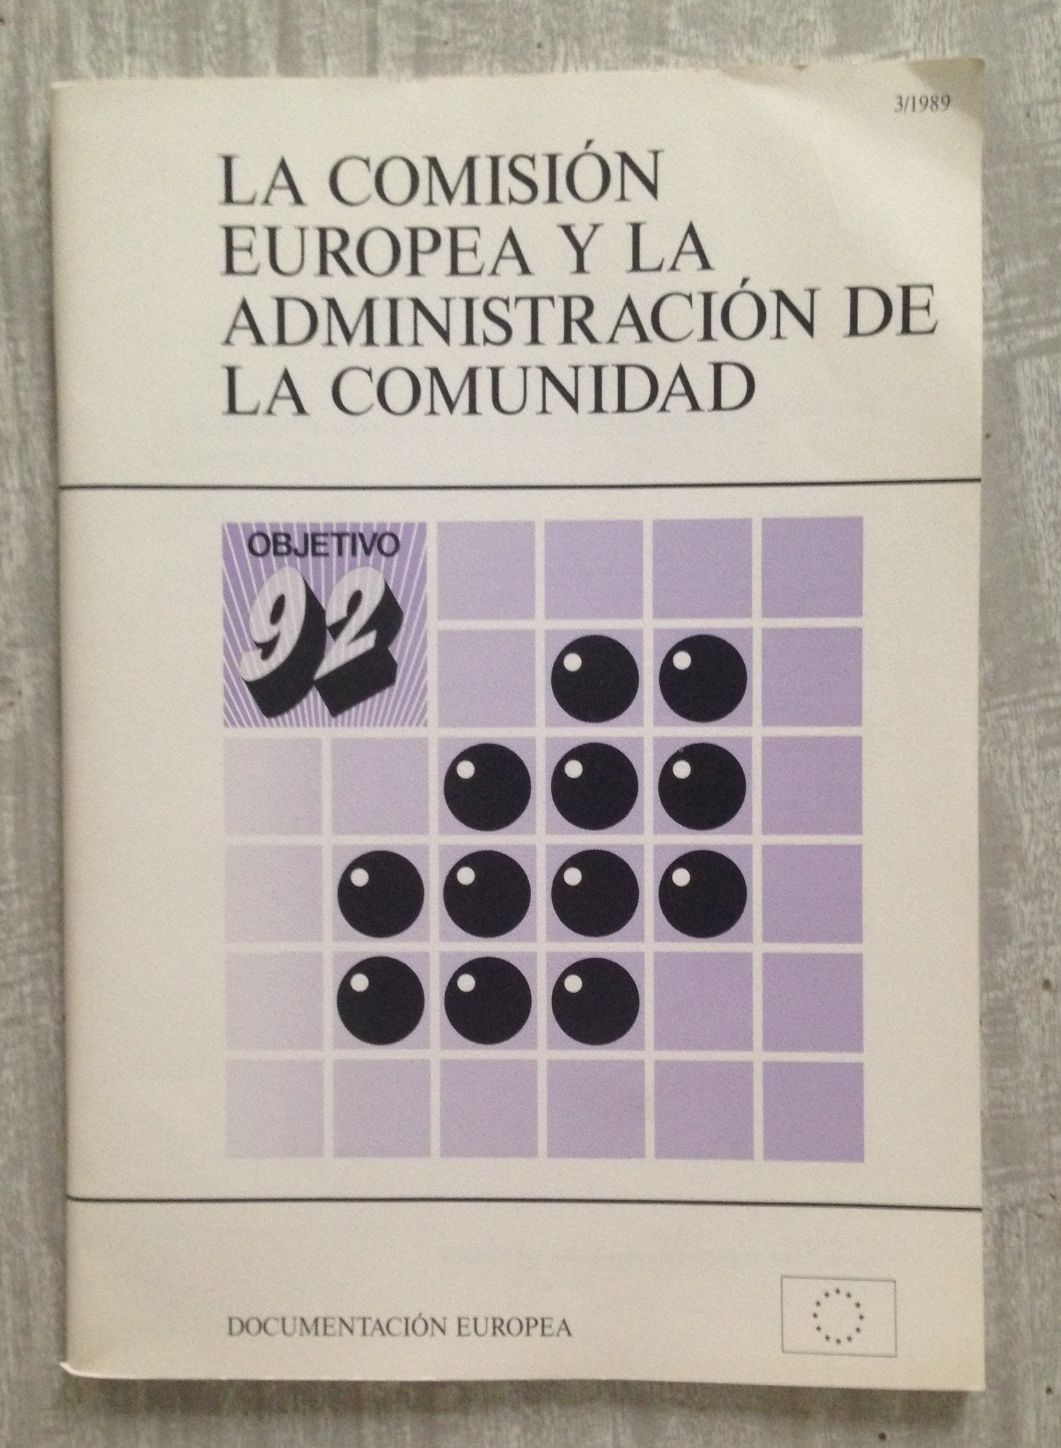 3/1989
LA COMISIÓN
EUROPEA Y LA
ADMINISTRACIÓN DE
LA COMUNIDAD
OBJETIVO
92
DOCUMENTACIÓN EUROPEA